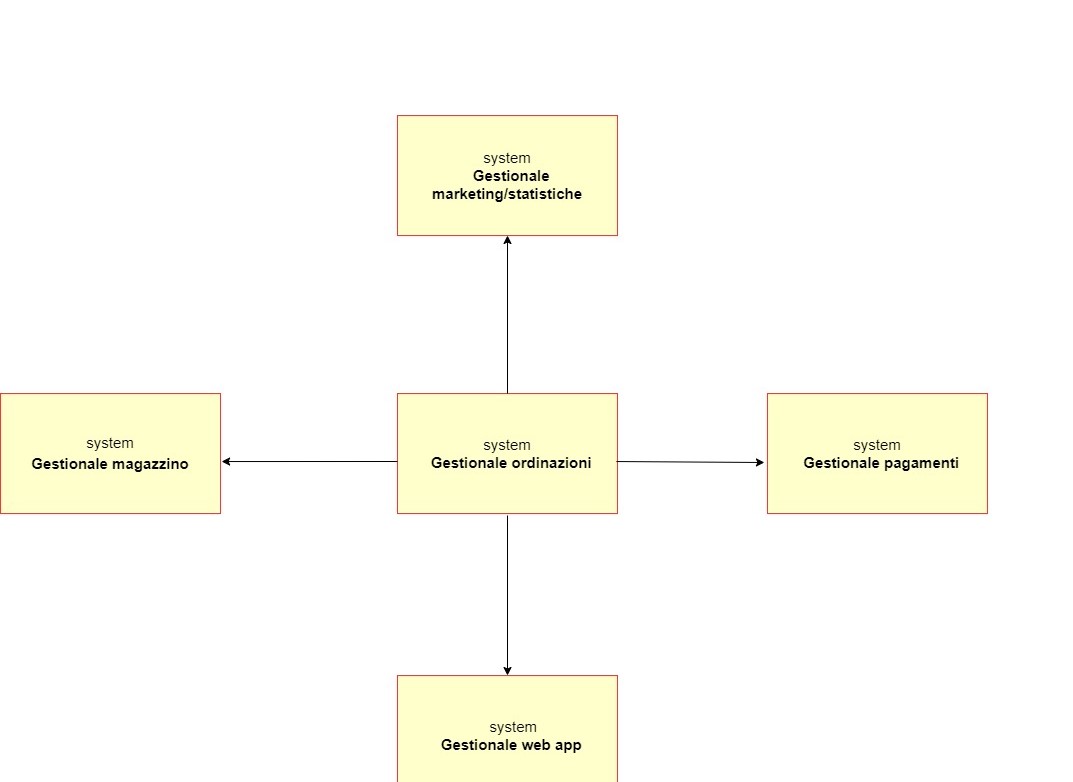 system
Gestionale
marketing/statistiche
system
Gestionale magazzino
system
Gestionale ordinazioni
system
Gestionale pagamenti
system
Gestionale web app